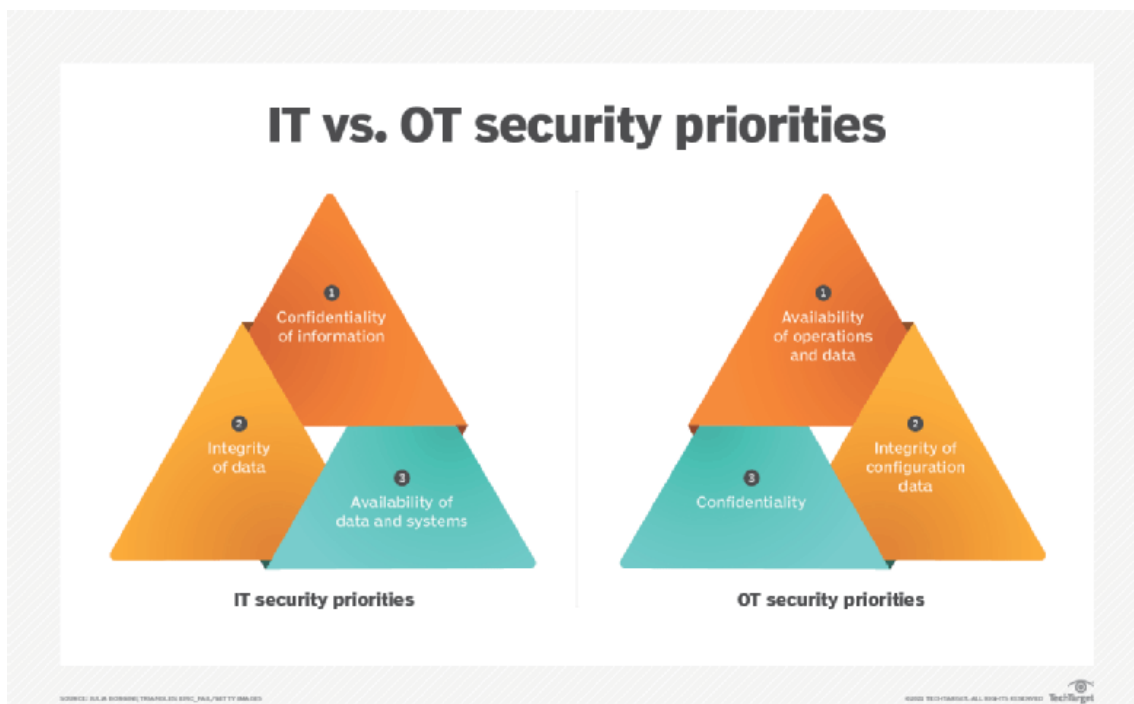 IT vs. OT security priorities
1
Confidentiality
of information
2
Integrity
of data
3
Availability of
data and systems
IT security priorities
1
Availability
of operations
and data
2
Integrity of
configuration
data
3
Confidentiality
OT security priorities
TechTarget